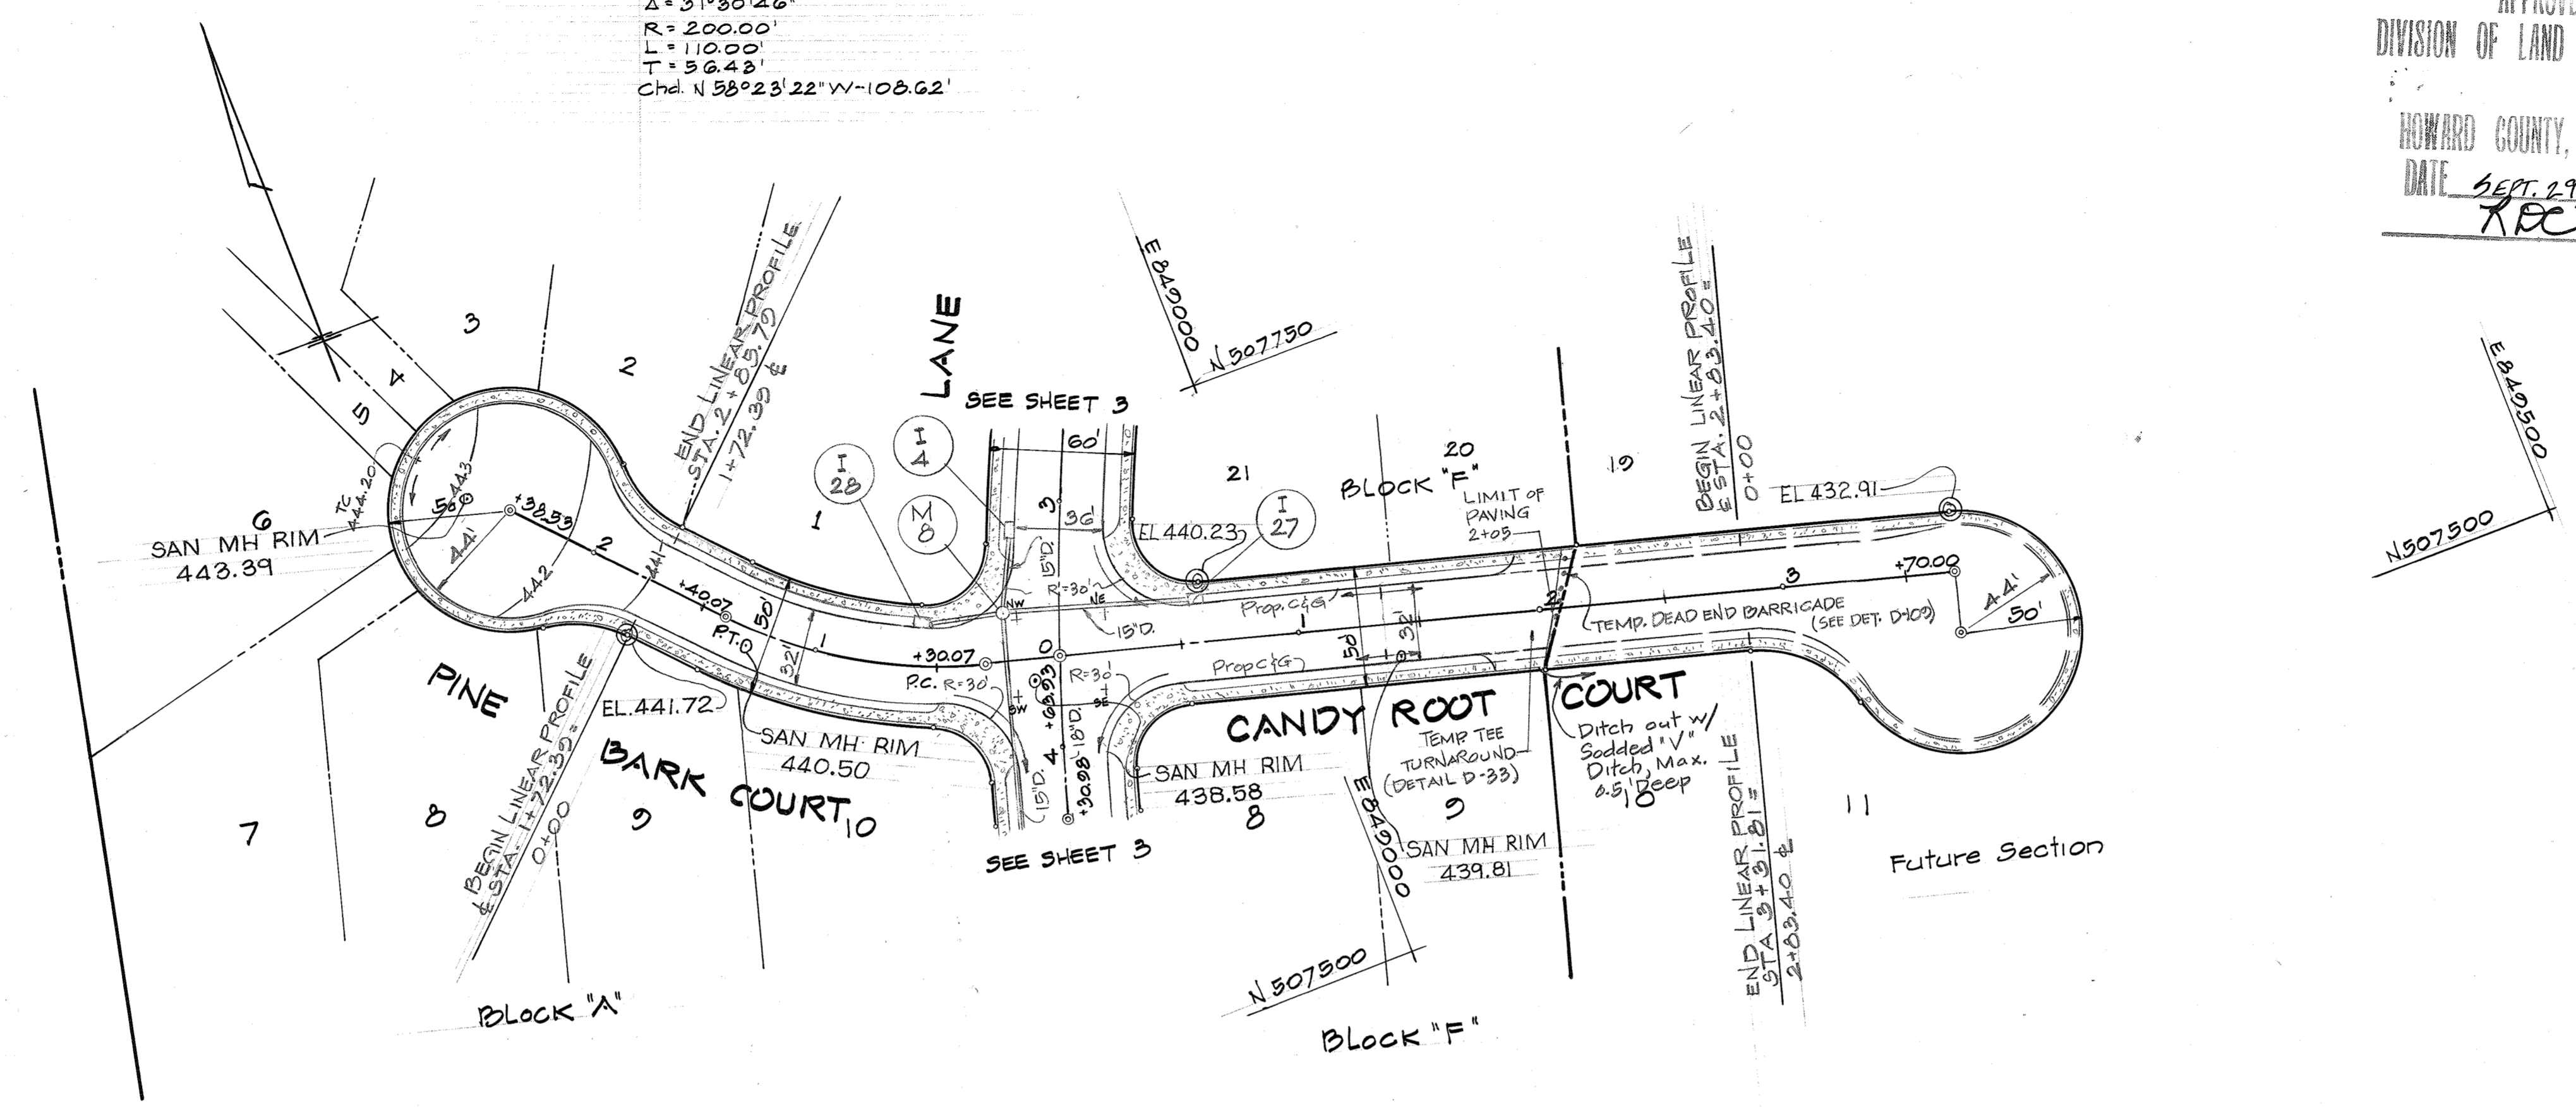 Δ = 31°30'46"
R = 200.00'
L = 110.00'
T = 56.43'
Chd. N 58°23'22" W-108.62'
DIVISION OF LAND
HOWARD COUNTY,
DATE SEPT. 29
3
2
4
5
6
TC
444.20
443
50'
44'
+38.53
442
441
2
SAN MH RIM
443.39
END LINEAR PROFILE
STA. 2+85.79
1+72.39 ℄
LANE
SEE SHEET 3
60'
I
4
I
28
M
8
1
3
36'
15"D.
R=30'
NW
NE
15"D.
E 849000
N 507750
21
EL 440.23
I
27
BLOCK "F"
20
LIMIT OF
PAVING
2+05
19
BEGIN LINEAR PROFILE
℄ STA. 2+83.40 =
0+00
EL 432.91
E 849500
N 507500
+40.07
P.T.
50'
32'
1
+30.07
P.C.
R=30'
0
+63.93
4
SW
SE
R=30'
18"D.
+30.98
15"D.
Prop. C&G
Prop C&G
1
50'
32'
2
TEMP. DEAD END BARRICADE
(SEE DET. D-109)
3
+70.00
44'
50'
PINE
BARK COURT
EL. 441.72
SAN MH RIM
440.50
BEGIN LINEAR PROFILE
℄ STA. 1+72.39 =
0+00
7
8
9
10
SEE SHEET 3
SAN MH RIM
438.58
8
CANDY ROOT COURT
TEMP. TEE
TURNAROUND
(DETAIL D-33)
9
E 849000
SAN MH RIM
439.81
Ditch out w/
Sodded "V"
Ditch, Max.
0.5' Deep
10
END LINEAR PROFILE
STA 3+31.81 =
2+83.40 ℄
11
Future Section
N 507500
BLOCK "A"
BLOCK "F"